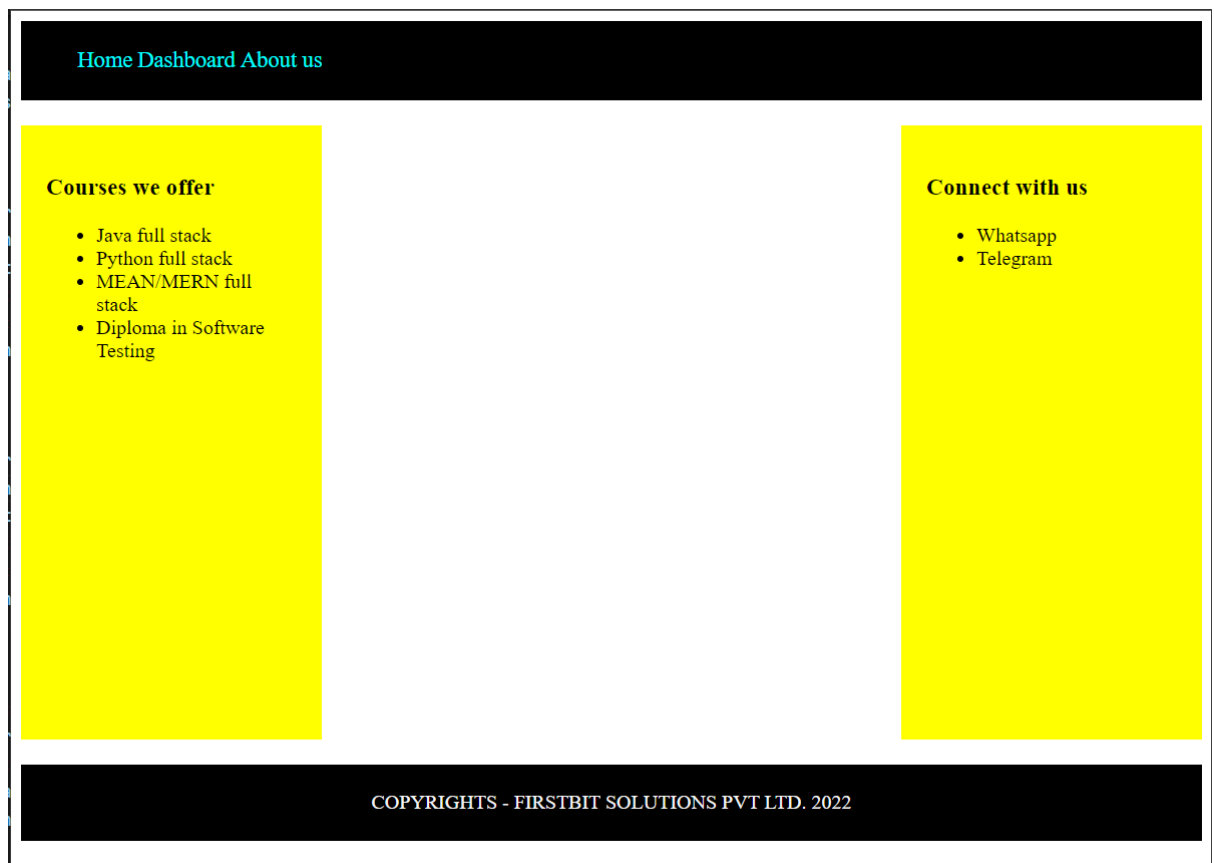 Home Dashboard About us
Courses we offer
Java full stack
Python full stack
MEAN/MERN full
stack
Diploma in Software
Testing
Connect with us
Whatsapp
Telegram
COPYRIGHTS - FIRSTBIT SOLUTIONS PVT LTD. 2022